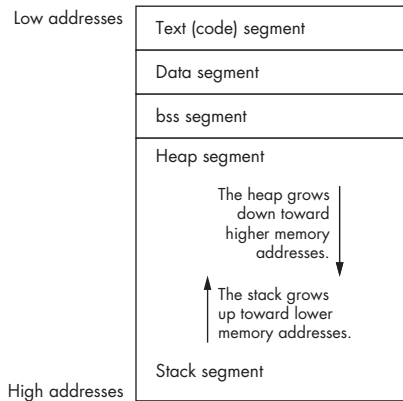 Low addresses
Text (code) segment
Data segment
bss segment
Heap segment
The heap grows
down toward
higher memory
addresses.
The stack grows
up toward lower
memory addresses.
Stack segment
High addresses